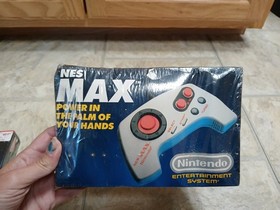 NES
MAX
POWER IN
THE PALM OF
YOUR HANDS
Nintendo
ENTERTAINMENT
SYSTEM